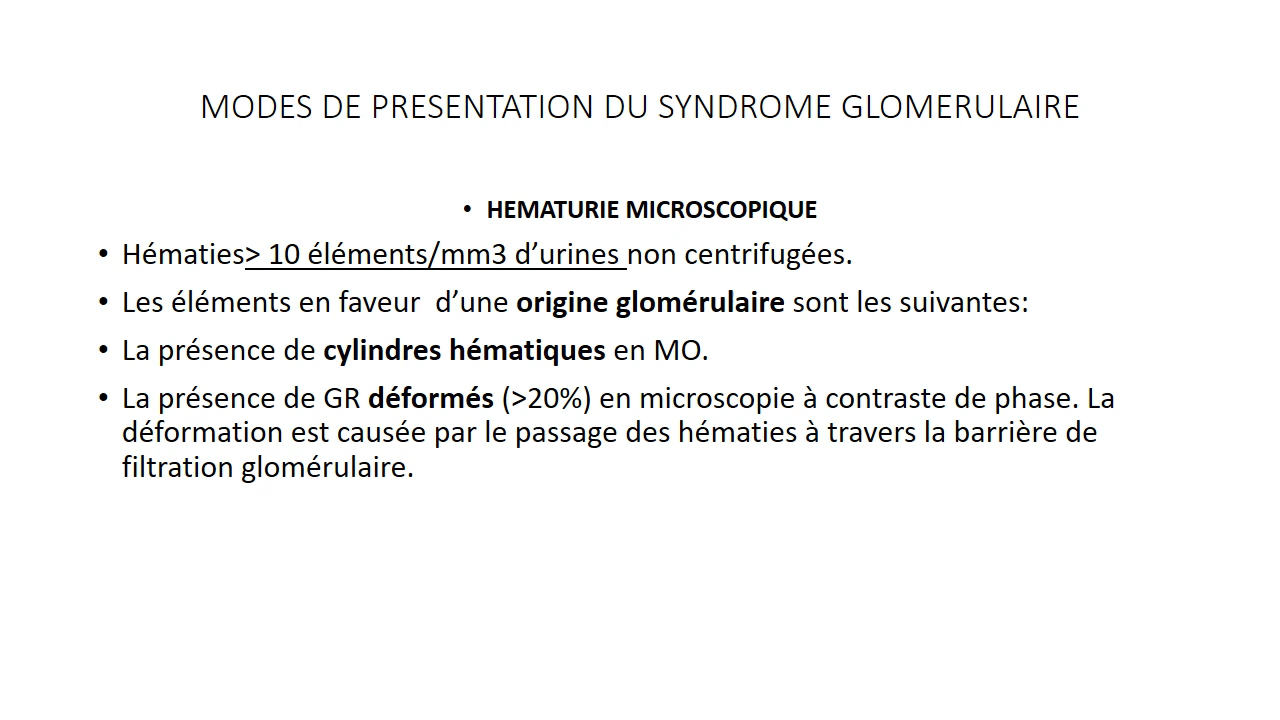 MODES DE PRESENTATION DU SYNDROME GLOMERULAIRE
• HEMATURIE MICROSCOPIQUE
• Hématies> 10 éléments/mm3 d’urines non centrifugées.
• Les éléments en faveur  d’une origine glomérulaire sont les suivantes:
• La présence de cylindres hématiques en MO.
• La présence de GR déformés (>20%) en microscopie à contraste de phase. La
déformation est causée par le passage des hématies à travers la barrière de
filtration glomérulaire.